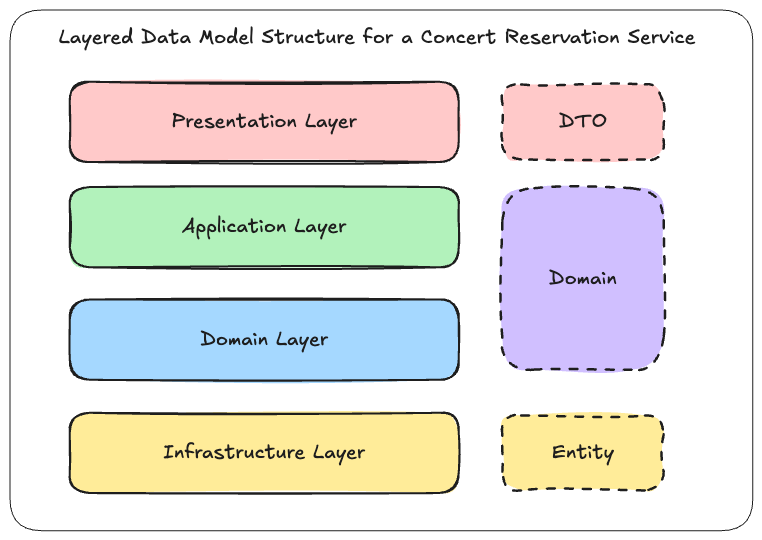 Layered Data Model Structure for a Concert Reservation Service
Presentation Layer
DTO
Application Layer
Domain
Domain Layer
Infrastructure Layer
Entity